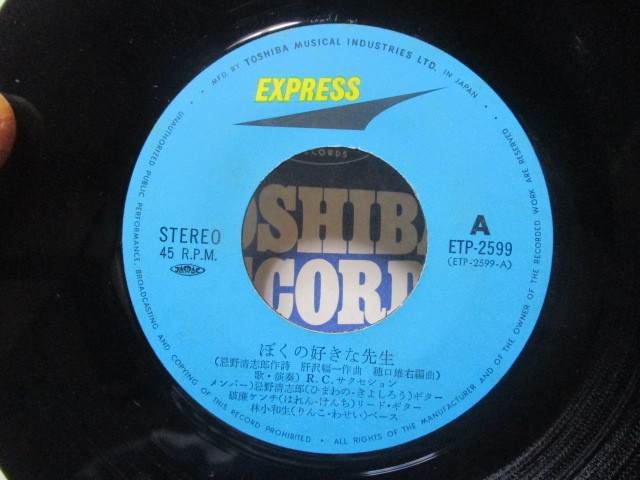 MFD. BY TOSHIBA MUSICAL INDUSTRIES LTD. IN JAPAN
EXPRESS
RECORDS
TOSHIBA
RECORDS
STEREO
45 R.P.M.
JASRAC
A
ETP-2599
(ETP-2599-A)
ぼくの好きな先生
(忌野清志郎作詩 肝沢幅一作曲 穂口雄右編曲)
歌・演奏) R.C.サクセション
メンバー) 忌野清志郎(ひまわの・きよしろう)ギター
破廉ケンチ(はれん・けんち)リード・ギター
林小和生(りんこ・わせい)ベース
UNAUTHORIZED PUBLIC PERFORMANCE, BROADCASTING AND COPYING OF THIS RECORD PROHIBITED • ALL RIGHTS OF THE MANUFACTURER AND OF THE OWNER OF THE RECORDED WORK ARE RESERVED